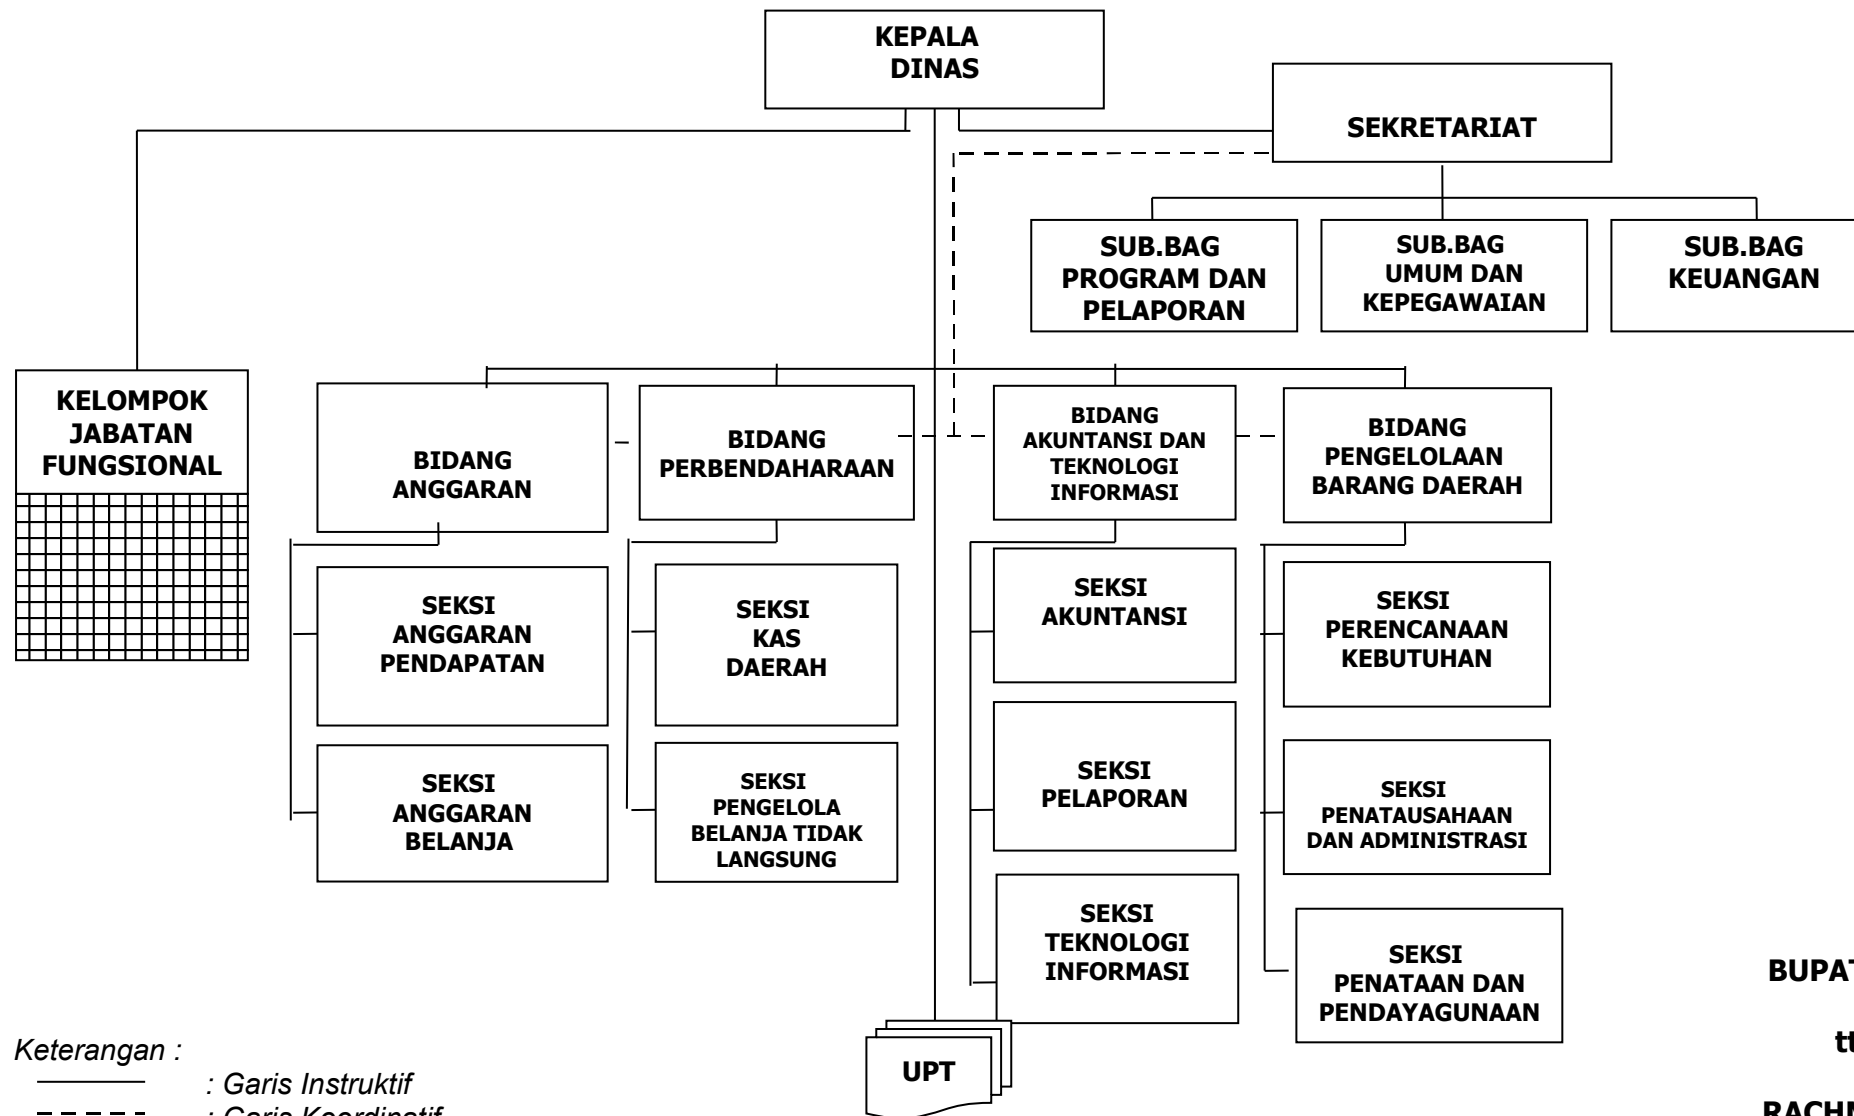 KEPALA
DINAS
SEKRETARIAT
SUB.BAG
PROGRAM DAN
PELAPORAN
SUB.BAG
UMUM DAN
KEPEGAWAIAN
SUB.BAG
KEUANGAN
KELOMPOK
JABATAN
FUNGSIONAL
BIDANG
ANGGARAN
BIDANG
PERBENDAHARAAN
BIDANG
AKUNTANSI DAN
TEKNOLOGI
INFORMASI
BIDANG
PENGELOLAAN
BARANG DAERAH
SEKSI
ANGGARAN
PENDAPATAN
SEKSI
KAS
DAERAH
SEKSI
AKUNTANSI
SEKSI
PERENCANAAN
KEBUTUHAN
SEKSI
ANGGARAN
BELANJA
SEKSI
PENGELOLA
BELANJA TIDAK
LANGSUNG
SEKSI
PELAPORAN
SEKSI
PENATAUSAHAAN
DAN ADMINISTRASI
SEKSI
TEKNOLOGI
INFORMASI
SEKSI
PENATAAN DAN
PENDAYAGUNAAN
UPT
Keterangan :
: Garis Instruktif
: Garis Koordinatif